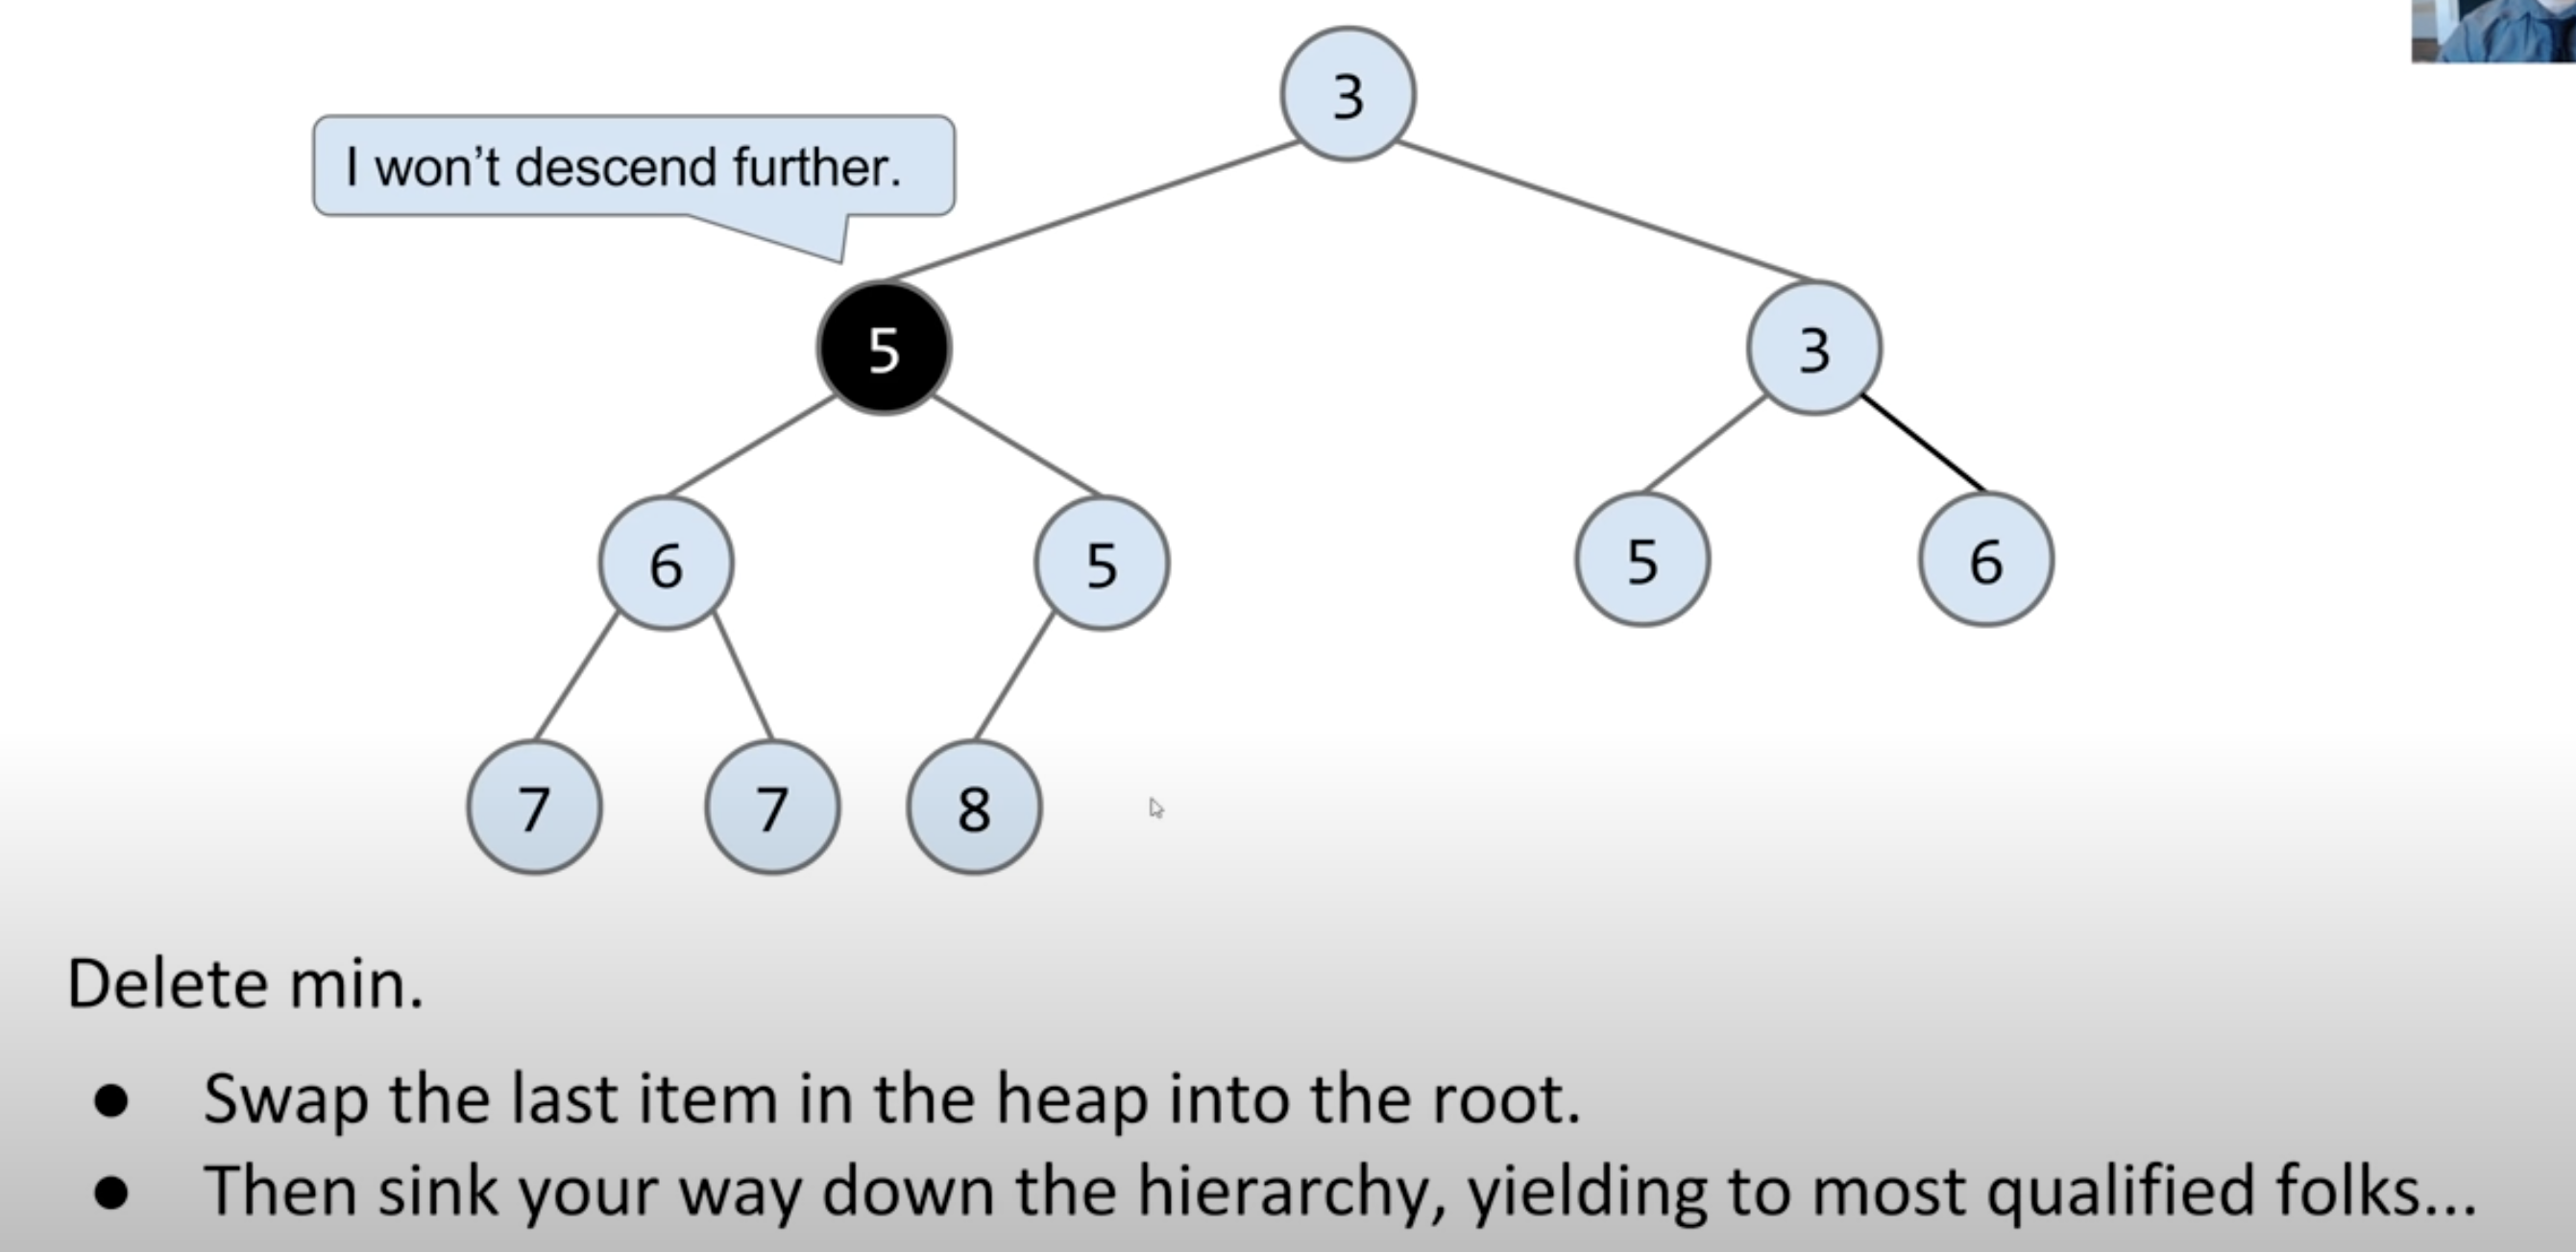 3
I won’t descend further.
5
3
6
5
5
6
7
7
8
Delete min.
● Swap the last item in the heap into the root.
● Then sink your way down the hierarchy, yielding to most qualified folks...